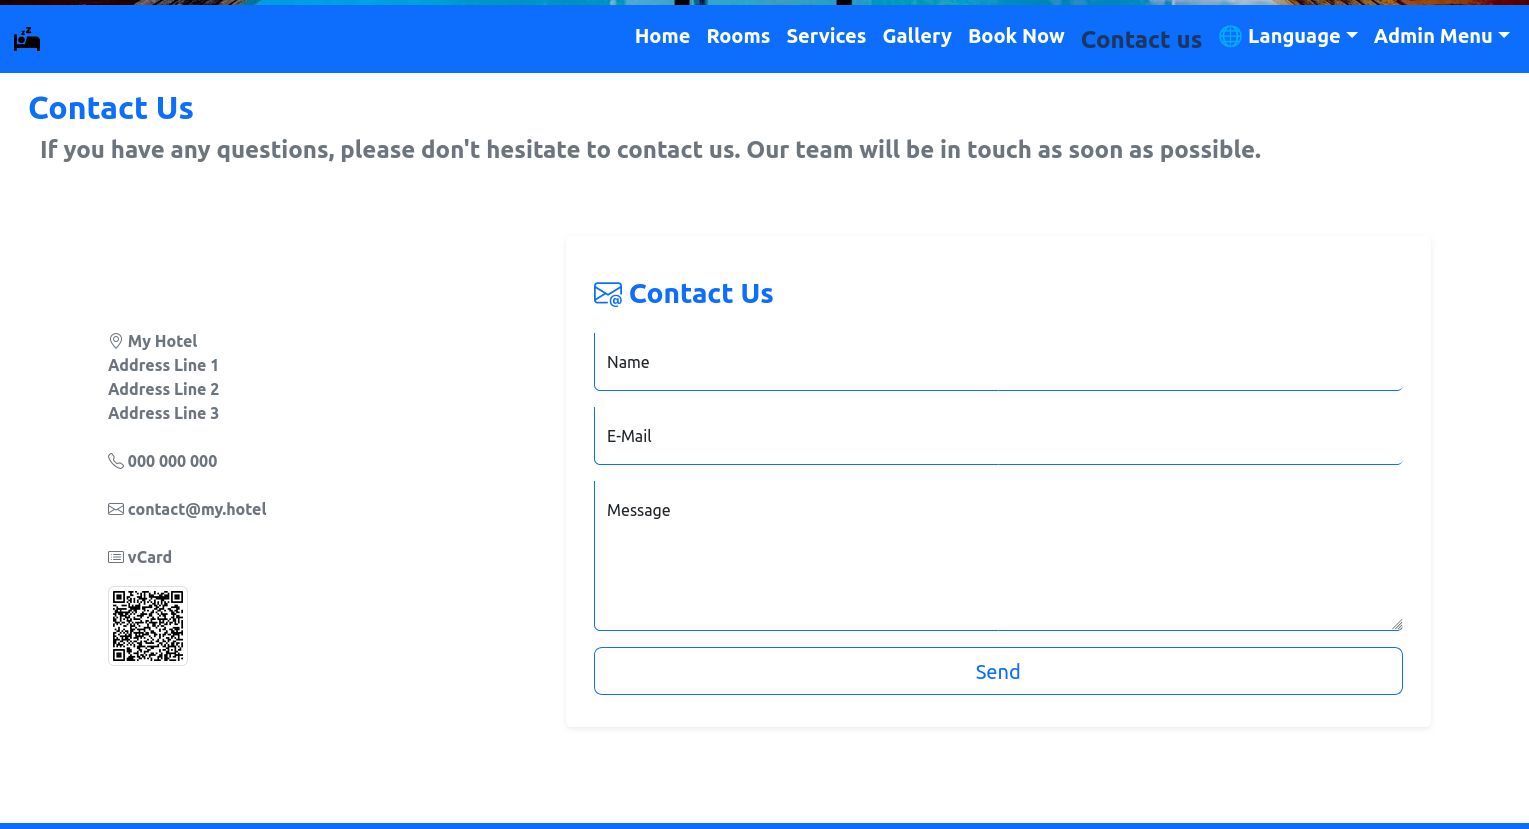 Home Rooms Services Gallery Book Now Contact us 🌐 Language Admin Menu
Contact Us
If you have any questions, please don't hesitate to contact us. Our team will be in touch as soon as possible.
My Hotel
Address Line 1
Address Line 2
Address Line 3
000 000 000
contact@my.hotel
vCard
Contact Us
Name
E-Mail
Message
Send